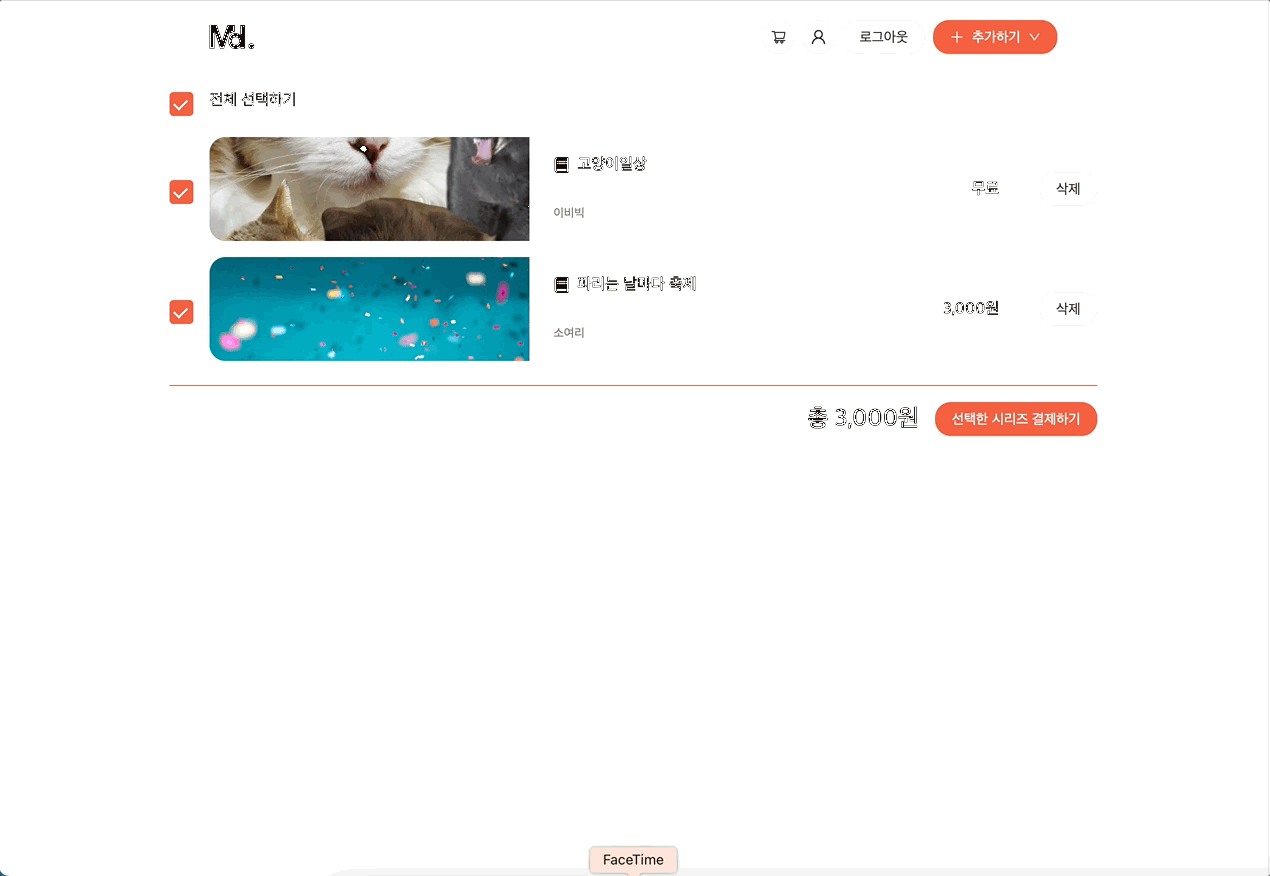 Md.
로그아웃
추가하기
전체 선택하기
고양이일상
이비빅
무료
삭제
파리는 날마다 축제
소여리
3,000원
삭제
총 3,000원
선택한 시리즈 결제하기
FaceTime